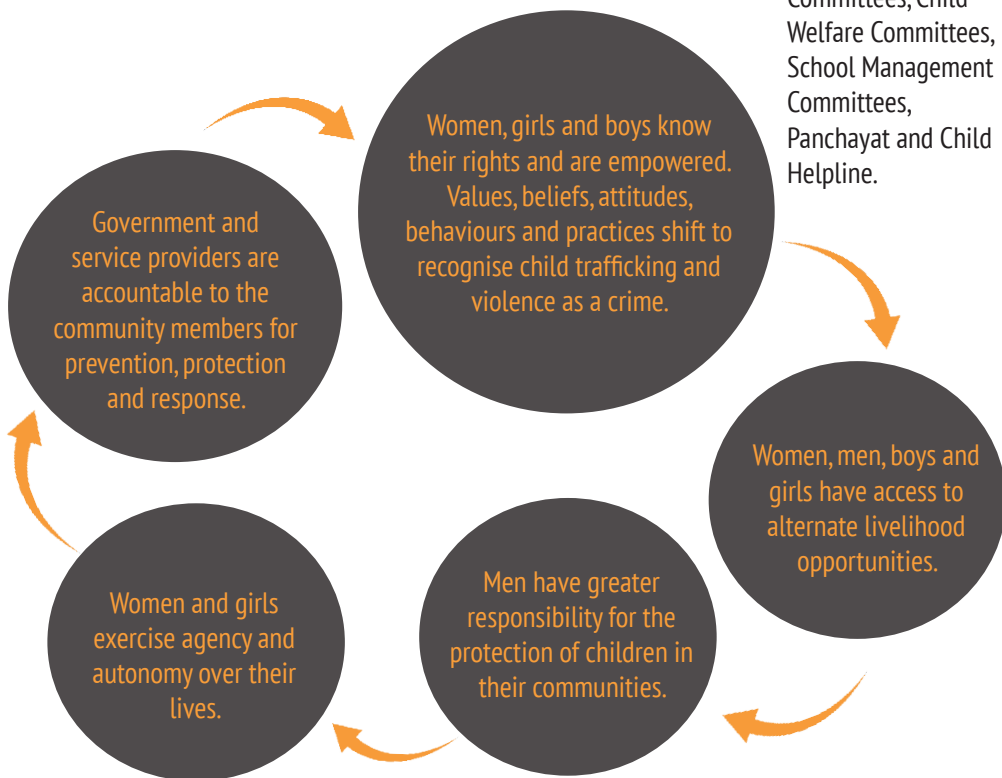 Committees, Child
Welfare Committees,
School Management
Committees,
Panchayat and Child
Helpline.
Women, girls and boys know
their rights and are empowered.
Values, beliefs, attitudes,
behaviours and practices shift to
recognise child trafficking and
violence as a crime.
Women, men, boys and
girls have access to
alternate livelihood
opportunities.
Men have greater
responsibility for the
protection of children in
their communities.
Women and girls
exercise agency and
autonomy over their
lives.
Government and
service providers are
accountable to the
community members for
prevention, protection
and response.